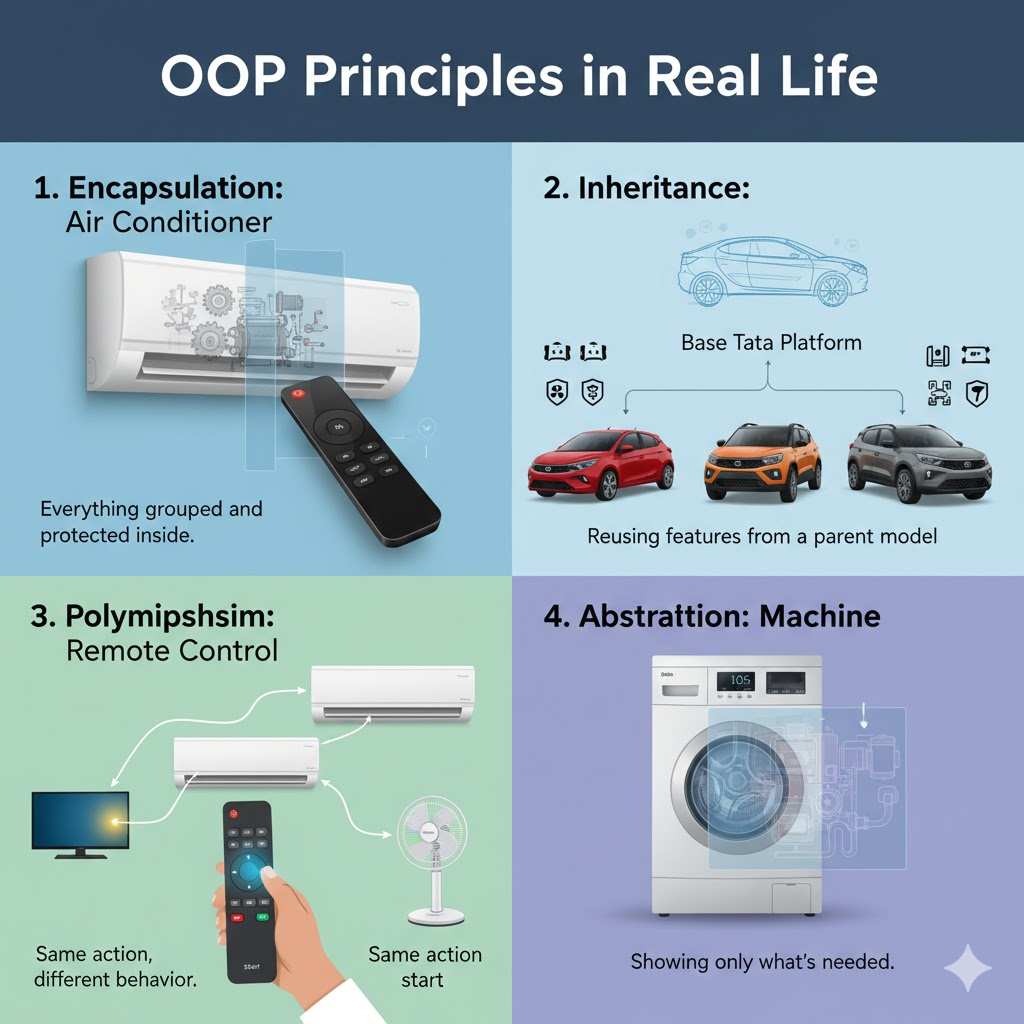 OOP Principles in Real Life
1. Encapsulation:
Air Conditioner
Everything grouped and
protected inside.
2. Inheritance:
Base Tata Platform
Reusing features from a parent model
3. Polymipshsim:
Remote Control
Same action,
different behavior.
Same action
start
4. Abstrattion: Machine
105
Showing only what's needed.